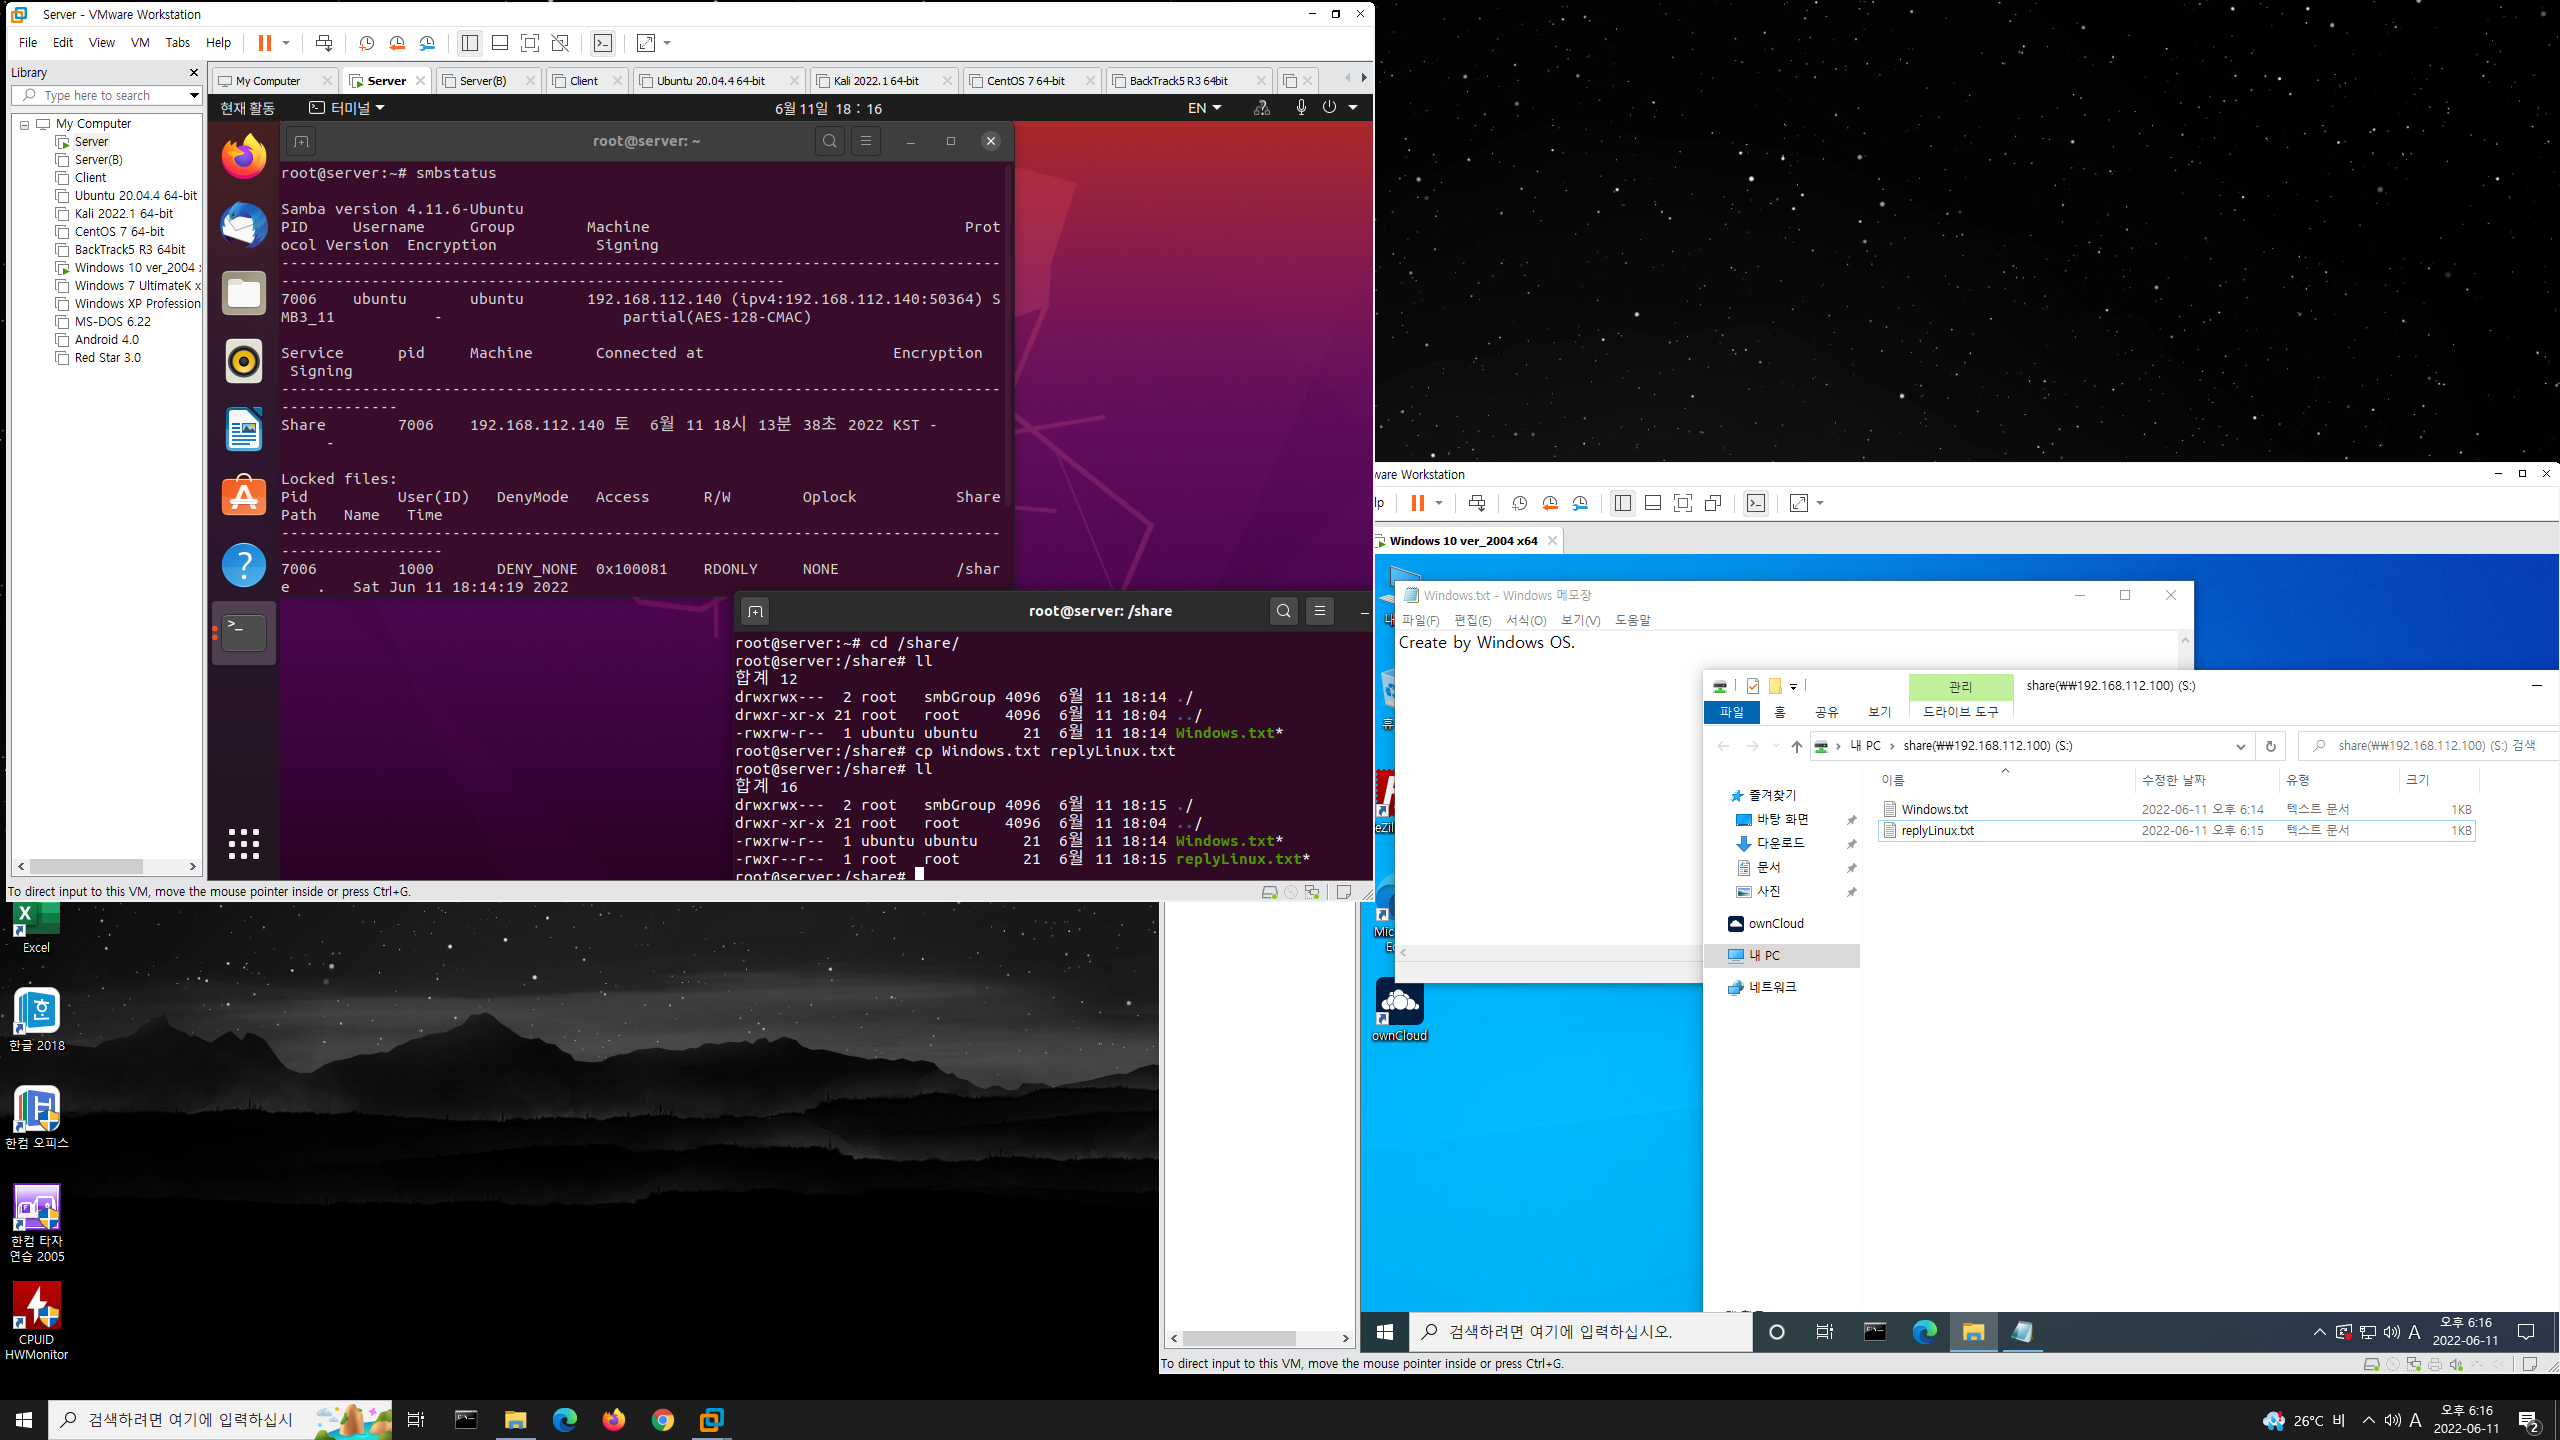 Server - VMware Workstation
File Edit View VM Tabs Help
Library
Type here to search
My Computer
Server
Server(B)
Client
Ubuntu 20.04.4 64-bit
Kali 2022.1 64-bit
CentOS 7 64-bit
BackTrack5 R3 64bit
Windows 10 ver_2004
Windows 7 UltimateK x
Windows XP Profession
MS-DOS 6.22
Android 4.0
Red Star 3.0
My Computer Server Server(B) Client Ubuntu 20.04.4 64-bit Kali 2022.1 64-bit CentOS 7 64-bit BackTrack5 R3 64bit
현재 활동 터미널 6월 11일 18 : 16 EN
root@server: ~
root@server:~# smbstatus
Samba version 4.11.6-Ubuntu
PID Username Group Machine Prot
ocol Version Encryption Signing
--------------------------------------------------------------------------------
--------------------------------------------------------
7006 ubuntu ubuntu 192.168.112.140 (ipv4:192.168.112.140:50364) S
MB3_11 - partial(AES-128-CMAC)
Service pid Machine Connected at Encryption
Signing
--------------------------------------------------------------------------------
-------------
Share 7006 192.168.112.140 토 6월 11 18시 13분 38초 2022 KST -
-
Locked files:
Pid User(ID) DenyMode Access R/W Oplock Share
Path Name Time
--------------------------------------------------------------------------------
------------------
7006 1000 DENY_NONE 0x100081 RDONLY NONE /shar
e . Sat Jun 11 18:14:19 2022
root@server: /share
root@server:~# cd /share/
root@server:/share# ll
합계 12
drwxrwx--- 2 root smbGroup 4096 6월 11 18:14 ./
drwxr-xr-x 21 root root 4096 6월 11 18:04 ../
-rwxrw-r-- 1 ubuntu ubuntu 21 6월 11 18:14 Windows.txt*
root@server:/share# cp Windows.txt replyLinux.txt
root@server:/share# ll
합계 16
drwxrwx--- 2 root smbGroup 4096 6월 11 18:15 ./
drwxr-xr-x 21 root root 4096 6월 11 18:04 ../
-rwxrw-r-- 1 ubuntu ubuntu 21 6월 11 18:14 Windows.txt*
-rwxr--r-- 1 root root 21 6월 11 18:15 replyLinux.txt*
root@server:/share#
To direct input to this VM, move the mouse pointer inside or press Ctrl+G.
ware Workstation
lp
Windows 10 ver_2004 x64
Windows.txt - Windows 메모장
파일(F) 편집(E) 서식(O) 보기(V) 도움말
Create by Windows OS.
관리 share(₩₩192.168.112.100) (S:)
파일 홈 공유 보기 드라이브 도구
내 PC share(₩₩192.168.112.100) (S:)
share(₩₩192.168.112.100) (S:) 검색
이름 수정한 날짜 유형 크기
Windows.txt 2022-06-11 오후 6:14 텍스트 문서 1KB
replyLinux.txt 2022-06-11 오후 6:15 텍스트 문서 1KB
즐겨찾기
바탕 화면
다운로드
문서
사진
ownCloud
내 PC
네트워크
ownCloud
검색하려면 여기에 입력하십시오.
A
오후 6:16
2022-06-11
To direct input to this VM, move the mouse pointer inside or press Ctrl+G.
Excel
한글 2018
한컴 오피스
한컴 타자
연습 2005
CPUID
HWMonitor
검색하려면 여기에 입력하십시
26°C 비
A
오후 6:16
2022-06-11
2